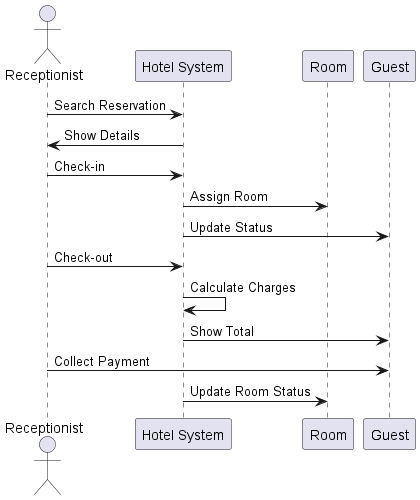 Receptionist
Hotel System
Room
Guest
Search Reservation
Show Details
Check-in
Assign Room
Update Status
Check-out
Calculate Charges
Show Total
Collect Payment
Update Room Status
Receptionist
Hotel System
Room
Guest